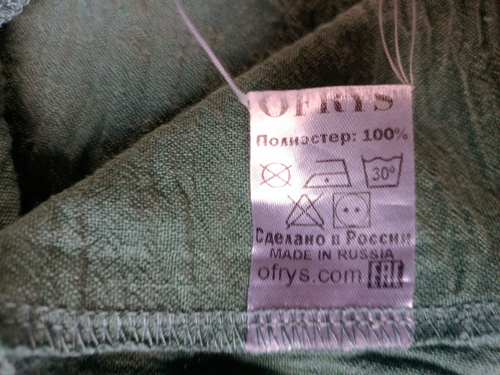 OFRYS
Полиэстер: 100%
30°
Сделано в России
MADE IN RUSSIA
ofrys.com EAC